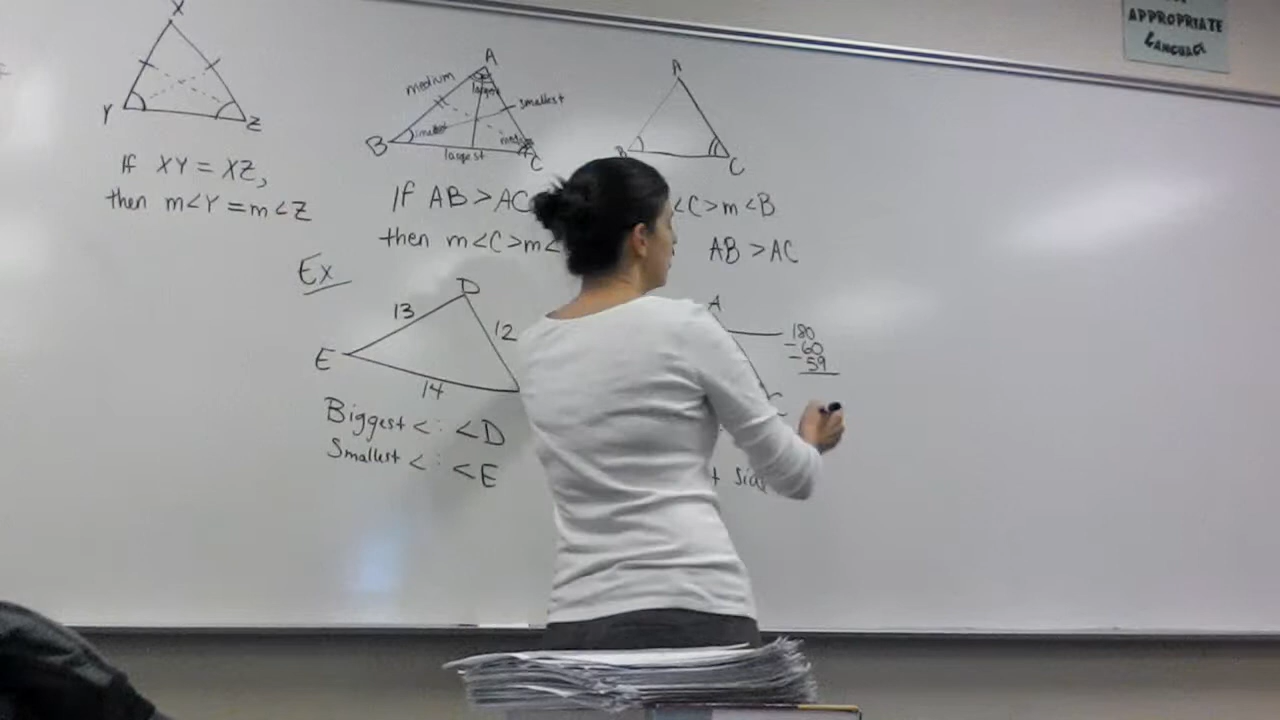 APPROPRIATE
LANGUAGE
X
Y
Z
If XY = XZ,
then m<Y = m<Z
A
medium
largest
smallest
smallest
B
largest
C
If AB > AC
then m<C > m<
A
B
C
<C > m<B
AB > AC
Ex
D
13
12
E
14
Biggest < : <D
Smallest < : <E
A
180
- 60
- 59
C